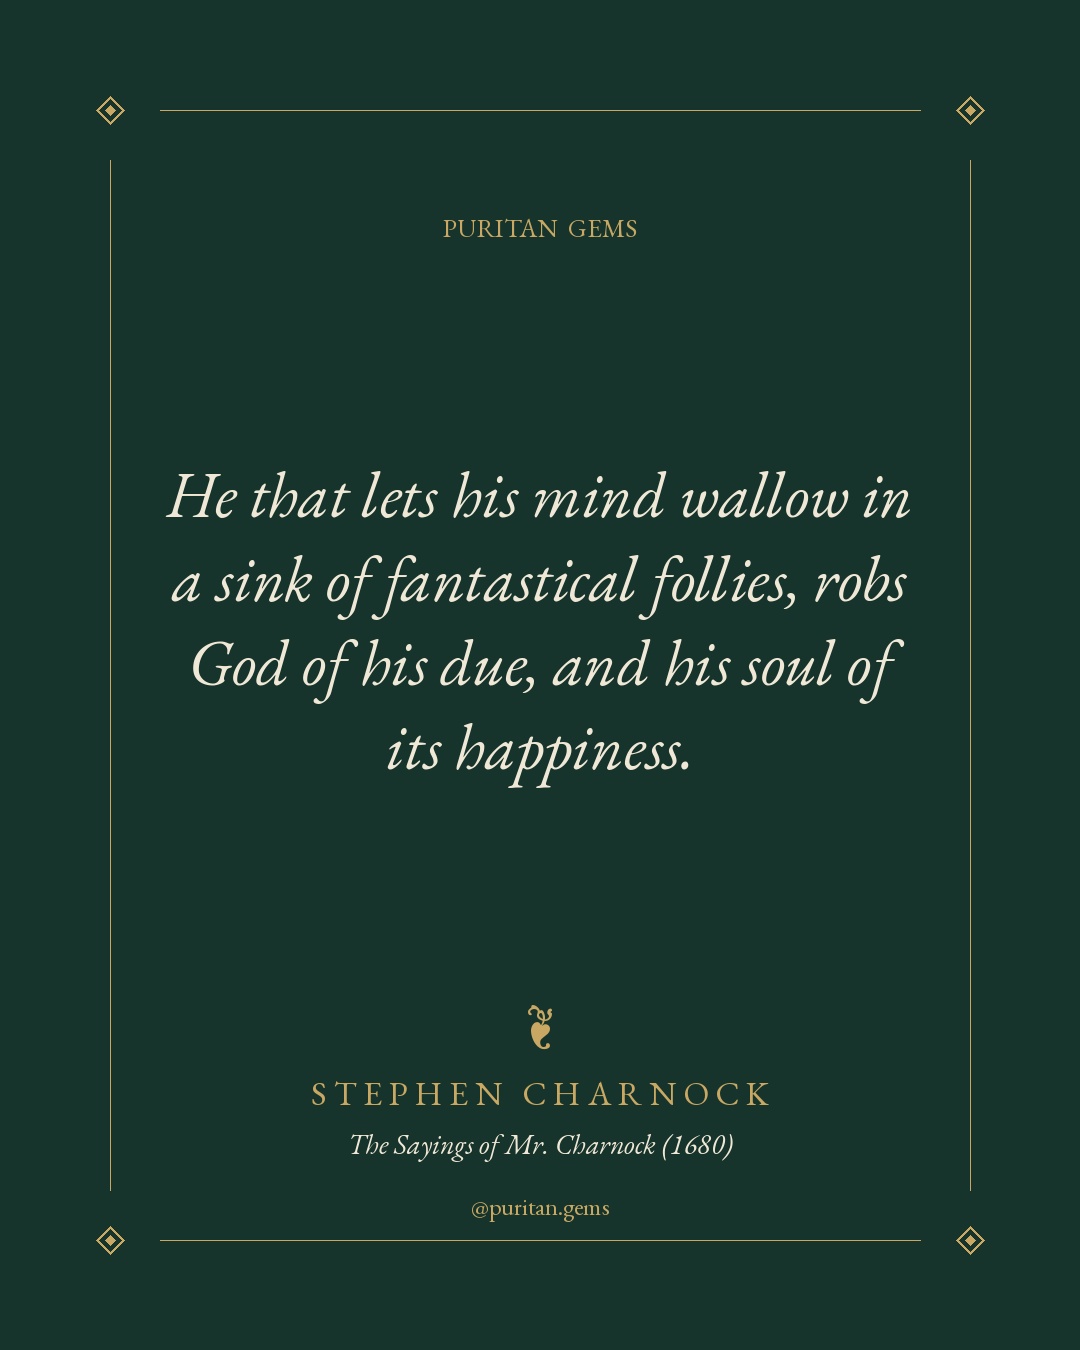 PURITAN GEMS
He that lets his mind wallow in
a sink of fantastical follies, robs
God of his due, and his soul of
its happiness.
STEPHEN CHARNOCK
The Sayings of Mr. Charnock (1680)
@puritan.gems